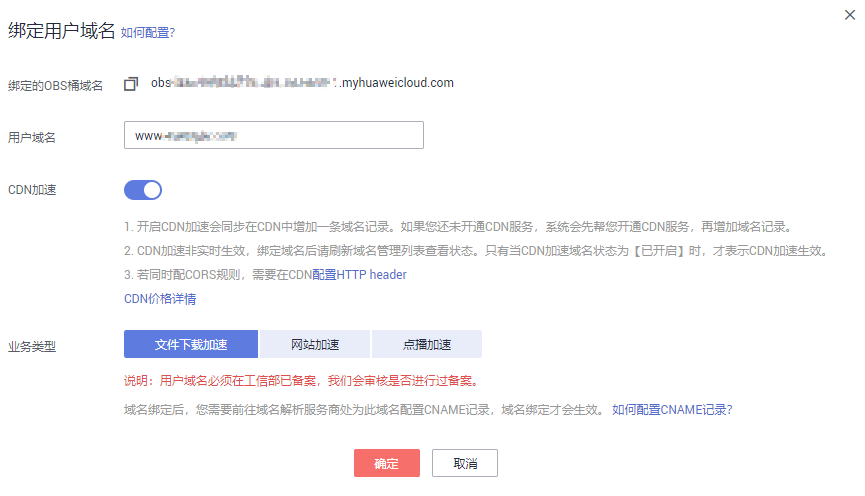 绑定用户域名 如何配置?
绑定的OBS桶域名 obs .myhuaweicloud.com
用户域名 www
CDN加速
1. 开启CDN加速会同步在CDN中增加一条域名记录。如果您还未开通CDN服务，系统会先帮您开通CDN服务，再增加域名记录。
2. CDN加速非实时生效，绑定域名后请刷新域名管理列表查看状态。只有当CDN加速域名状态为【已开启】时，才表示CDN加速生效。
3. 若同时配CORS规则，需要在CDN配置HTTP header
CDN价格详情
业务类型 文件下载加速 网站加速 点播加速
说明：用户域名必须在工信部已备案，我们会审核是否进行过备案。
域名绑定后，您需要前往域名解析服务商处为此域名配置CNAME记录，域名绑定才会生效。 如何配置CNAME记录?
确定 取消